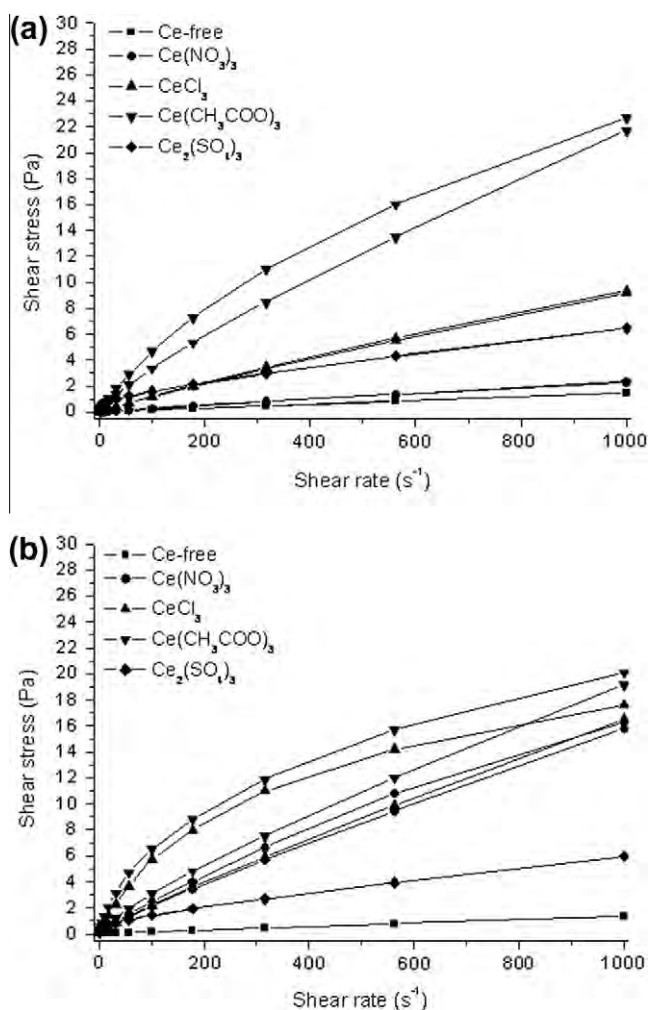 (a)
30
28
26
24
22
20
18
16
14
12
10
8
6
4
2
0
Shear stress (Pa)
Ce-free
Ce(NO₃)₃
CeCl₃
Ce(CH₃COO)₃
Ce₂(SO₄)₃
0 200 400 600 800 1000
Shear rate (s⁻¹)
(b)
30
28
26
24
22
20
18
16
14
12
10
8
6
4
2
0
Shear stress (Pa)
Ce-free
Ce(NO₃)₃
CeCl₃
Ce(CH₃COO)₃
Ce₂(SO₄)₃
0 200 400 600 800 1000
Shear rate (s⁻¹)